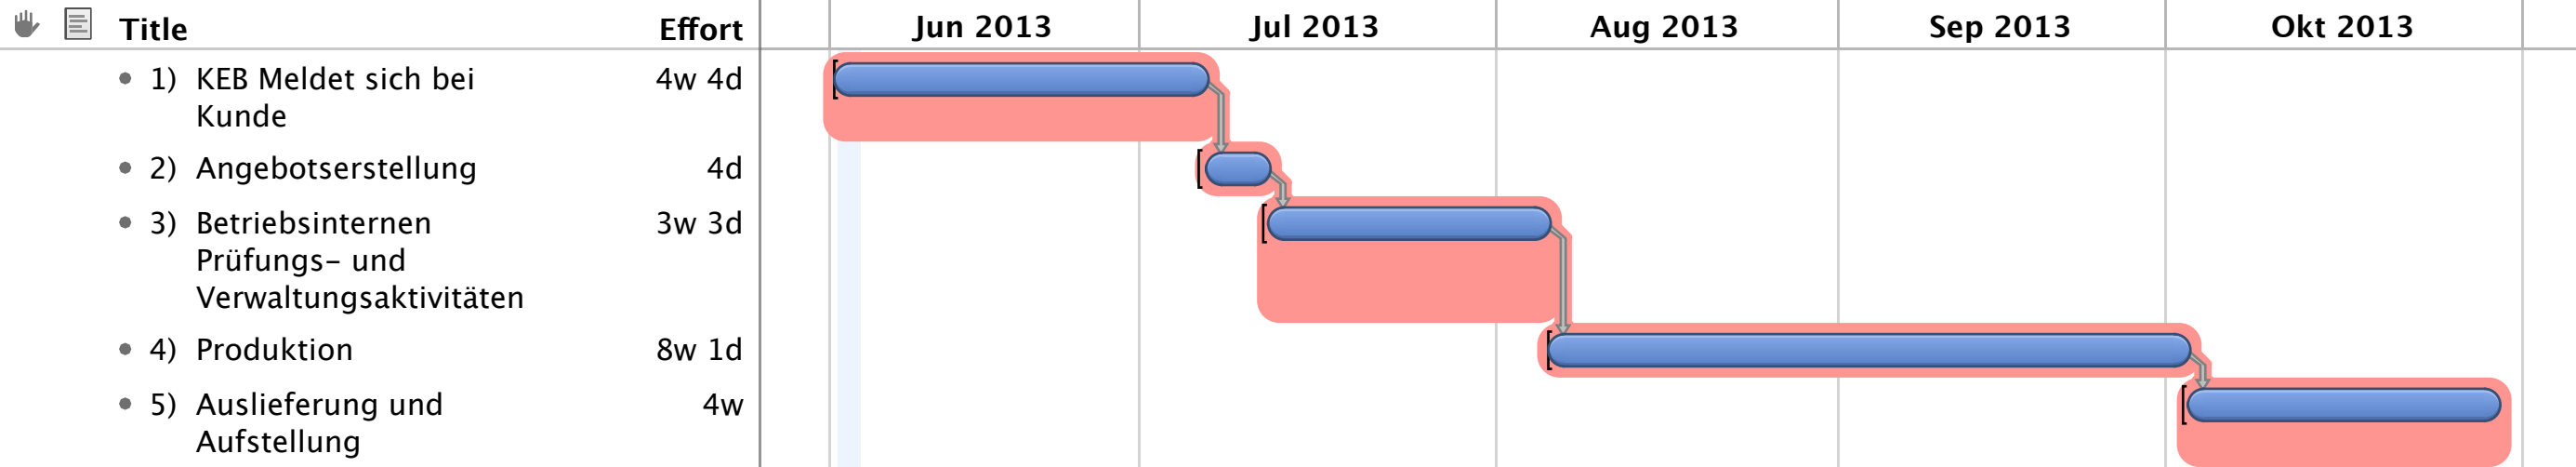 Title Effort Jun 2013 Jul 2013 Aug 2013 Sep 2013 Okt 2013
1) KEB Meldet sich bei 4w 4d
Kunde
2) Angebotserstellung 4d
3) Betriebsinternen 3w 3d
Prüfungs- und
Verwaltungsaktivitäten
4) Produktion 8w 1d
5) Auslieferung und 4w
Aufstellung